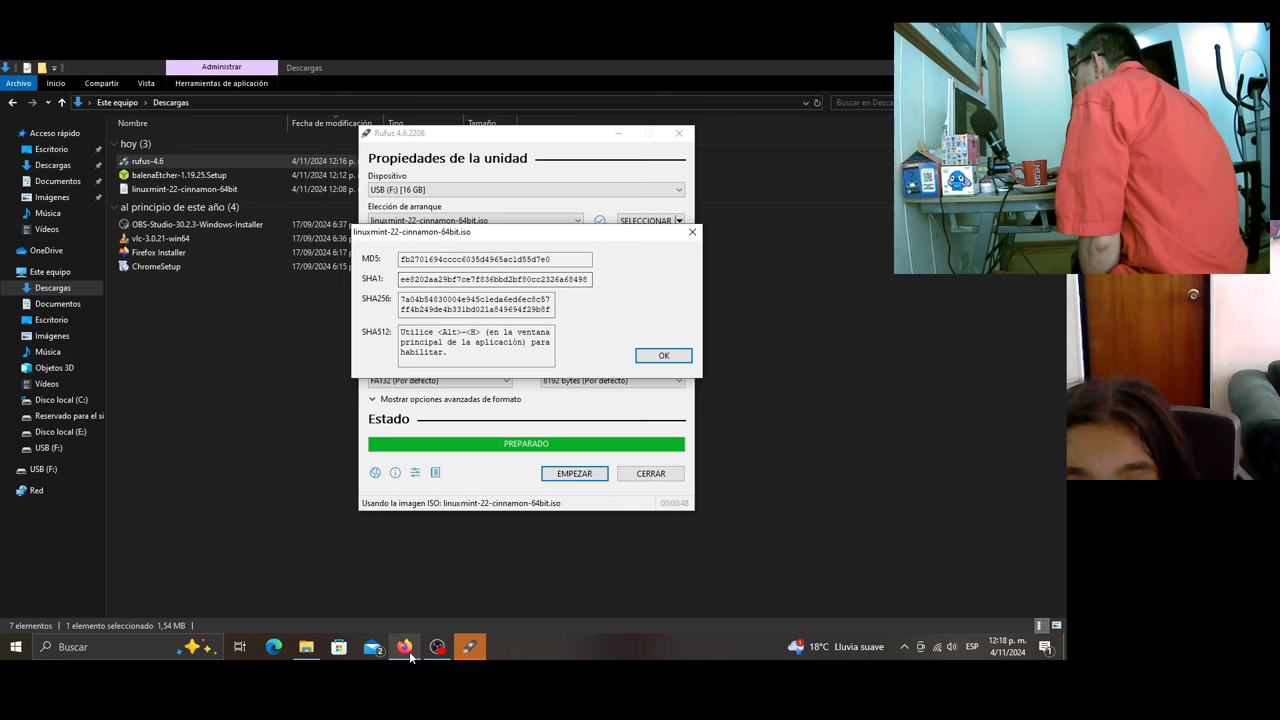 Administrar
Descargas
Archivo
Inicio
Compartir
Vista
Herramientas de aplicación
Este equipo > Descargas
Buscar en Desca
Nombre
Fecha de modificación
Tipo
Tamaño
Acceso rápido
Escritorio
Descargas
Documentos
Imágenes
Música
Vídeos
OneDrive
Este equipo
Descargas
Documentos
Escritorio
Imágenes
Música
Objetos 3D
Vídeos
Disco local (C:)
Reservado para el si
Disco local (E:)
USB (F:)
USB (F:)
Red
hoy (3)
rufus-4.6 4/11/2024 12:16 p.
balenaEtcher-1.19.25.Setup 4/11/2024 12:12 p.
linuxmint-22-cinnamon-64bit 4/11/2024 12:08 p.
al principio de este año (4)
OBS-Studio-30.2.3-Windows-Installer 17/09/2024 6:39 p
vlc-3.0.21-win64 17/09/2024 6:36 p
Firefox Installer 17/09/2024 6:17 p
ChromeSetup 17/09/2024 6:15 p
Rufus 4.6.2208
Propiedades de la unidad
Dispositivo
USB (F:) [16 GB]
Elección de arranque
linuxmint-22-cinnamon-64bit.iso
SELECCIONAR
linuxmint-22-cinnamon-64bit.iso
MD5: fb2701694cccc6035d4965ac1d55d7e0
SHA1: ee8202aa29bf7ce7f836bbd2bf80cc2326a68498
SHA256: 7a04b54830004e945c1eda6ed6ec8c57
ff4b249de4b331bd021a849694f29b8f
SHA512: Utilice <Alt>-<H> (en la ventana
principal de la aplicación) para
habilitar.
OK
FAT32 (Por defecto)
8192 bytes (Por defecto)
Mostrar opciones avanzadas de formato
Estado
PREPARADO
EMPEZAR
CERRAR
Usando la imagen ISO: linuxmint-22-cinnamon-64bit.iso
00:00:48
7 elementos
1 elemento seleccionado 1,54 MB
Buscar
2
18°C Lluvia suave
ESP
12:18 p. m.
4/11/2024
1